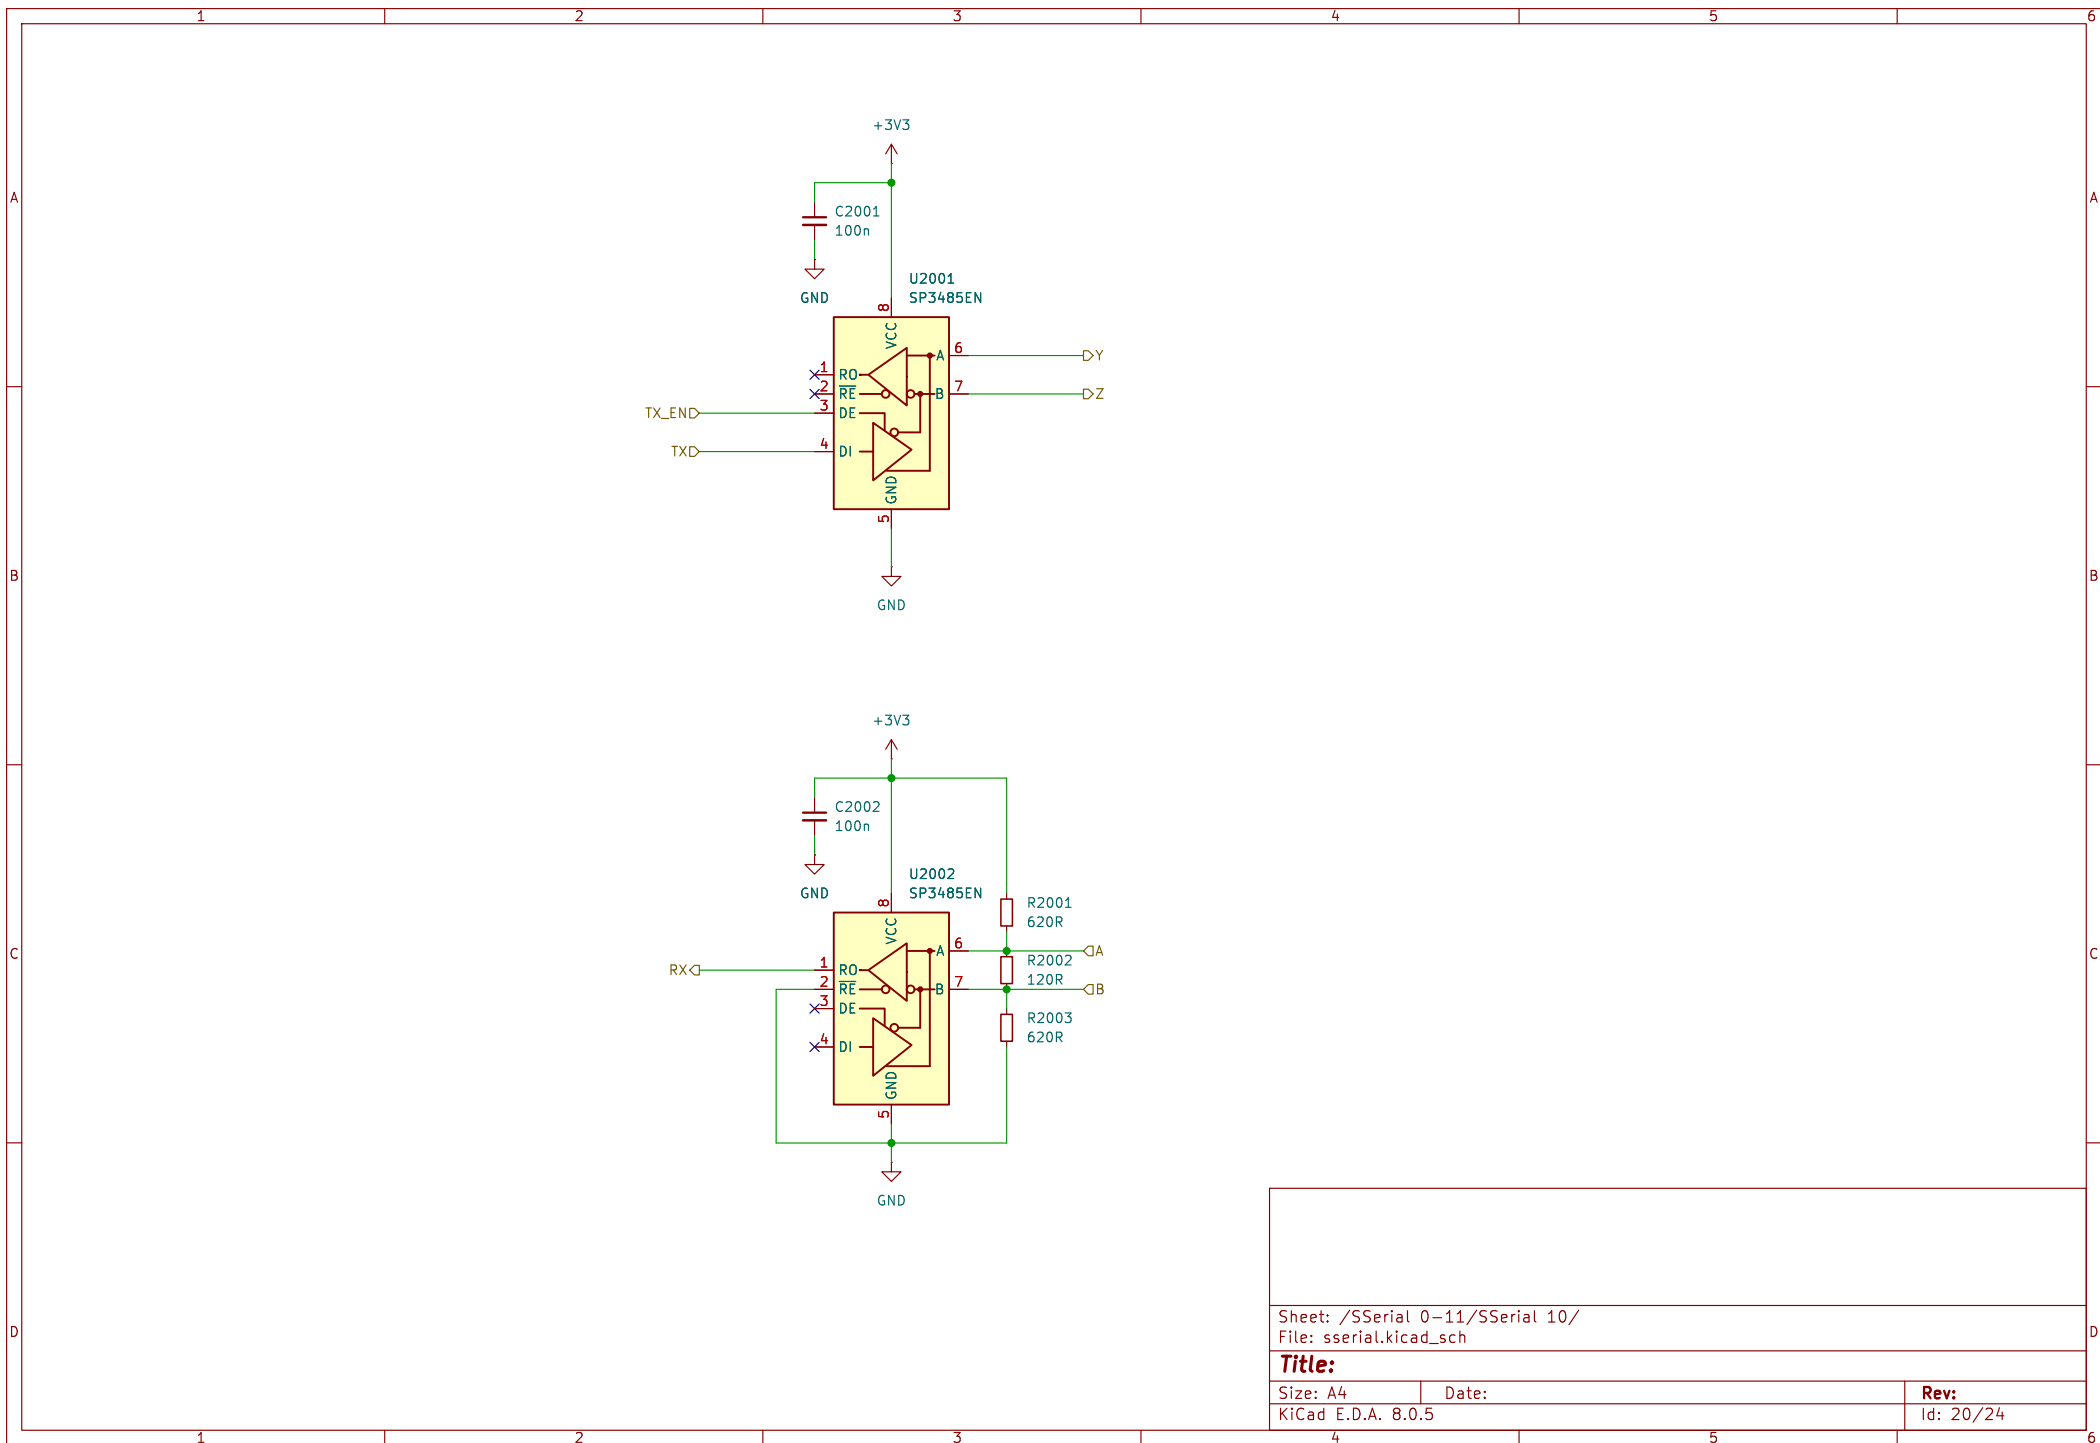 1 2 3 4 5 6
A A
B B
C C
D D
+3V3
C2001
100n
GND
U2001
SP3485EN
8
VCC
1 RO
2 RE
3 DE
4 DI
A 6
B 7
GND
5
GND
TX_EN
TX
Y
Z
+3V3
C2002
100n
GND
U2002
SP3485EN
8
VCC
1 RO
2 RE
3 DE
4 DI
A 6
B 7
GND
5
GND
RX
R2001
620R
A
R2002
120R
B
R2003
620R
Sheet: /SSerial 0-11/SSerial 10/
File: sserial.kicad_sch
Title:
Size: A4 Date: Rev:
KiCad E.D.A. 8.0.5 Id: 20/24
1 2 3 4 5 6